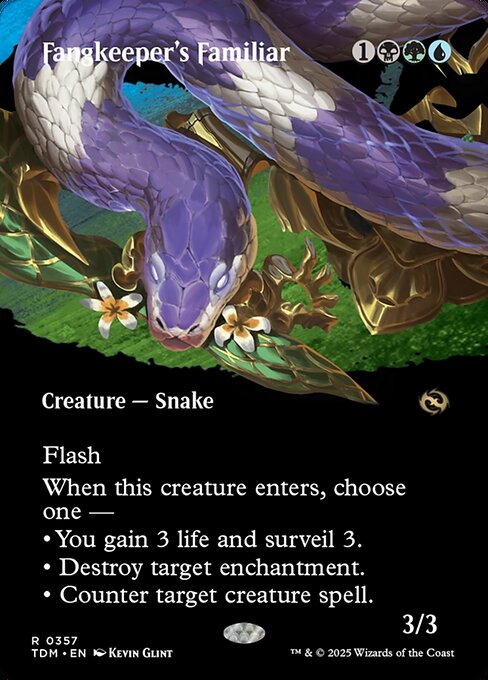 Fangkeeper's Familiar 1
Creature — Snake
Flash
When this creature enters, choose
one —
• You gain 3 life and surveil 3.
• Destroy target enchantment.
• Counter target creature spell.
3/3
R 0357
TDM • EN Kevin Glint
™ & © 2025 Wizards of the Coast